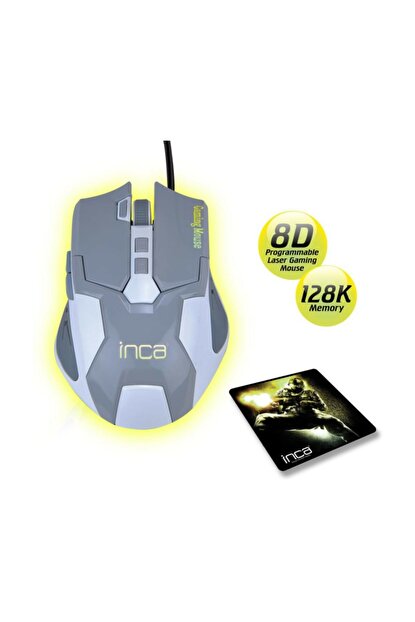 Gaming Mouse
inca
8D
Programmable
Laser Gaming
Mouse
128K
Memory
inca